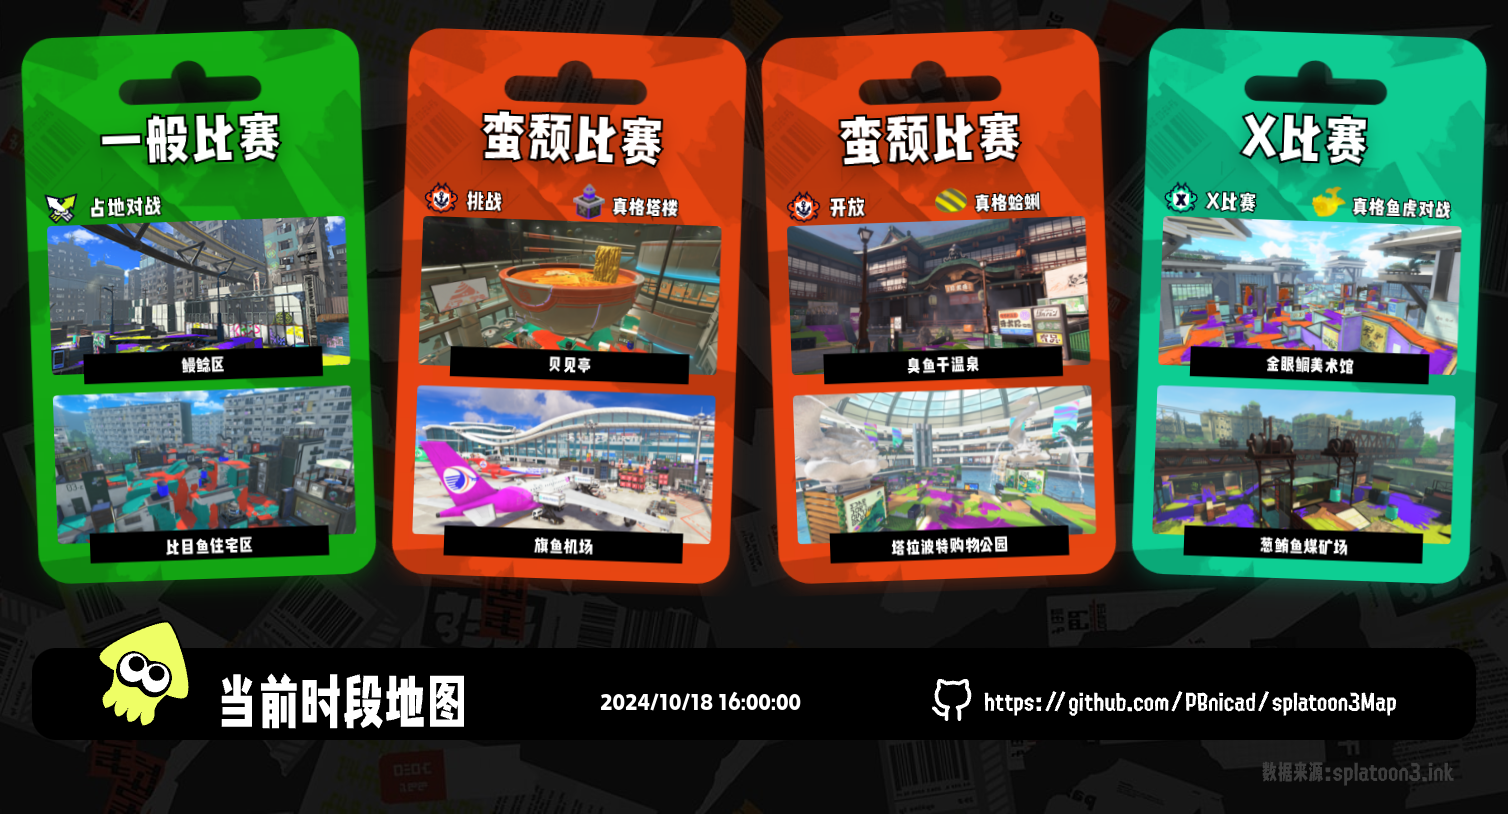 一般比赛
占地对战
鳗鲶区
比目鱼住宅区
蛮颓比赛
挑战
真格塔楼
贝见亭
旗鱼机场
蛮颓比赛
开放
真格蛤蜊
臭鱼干温泉
塔拉波特购物公园
X比赛
X比赛
真格鱼虎对战
金眼鲷美术馆
葱鲔鱼煤矿场
当前时段地图
2024/10/18 16:00:00
https://github.com/PBnicad/splatoon3Map
数据来源:splatoon3.ink